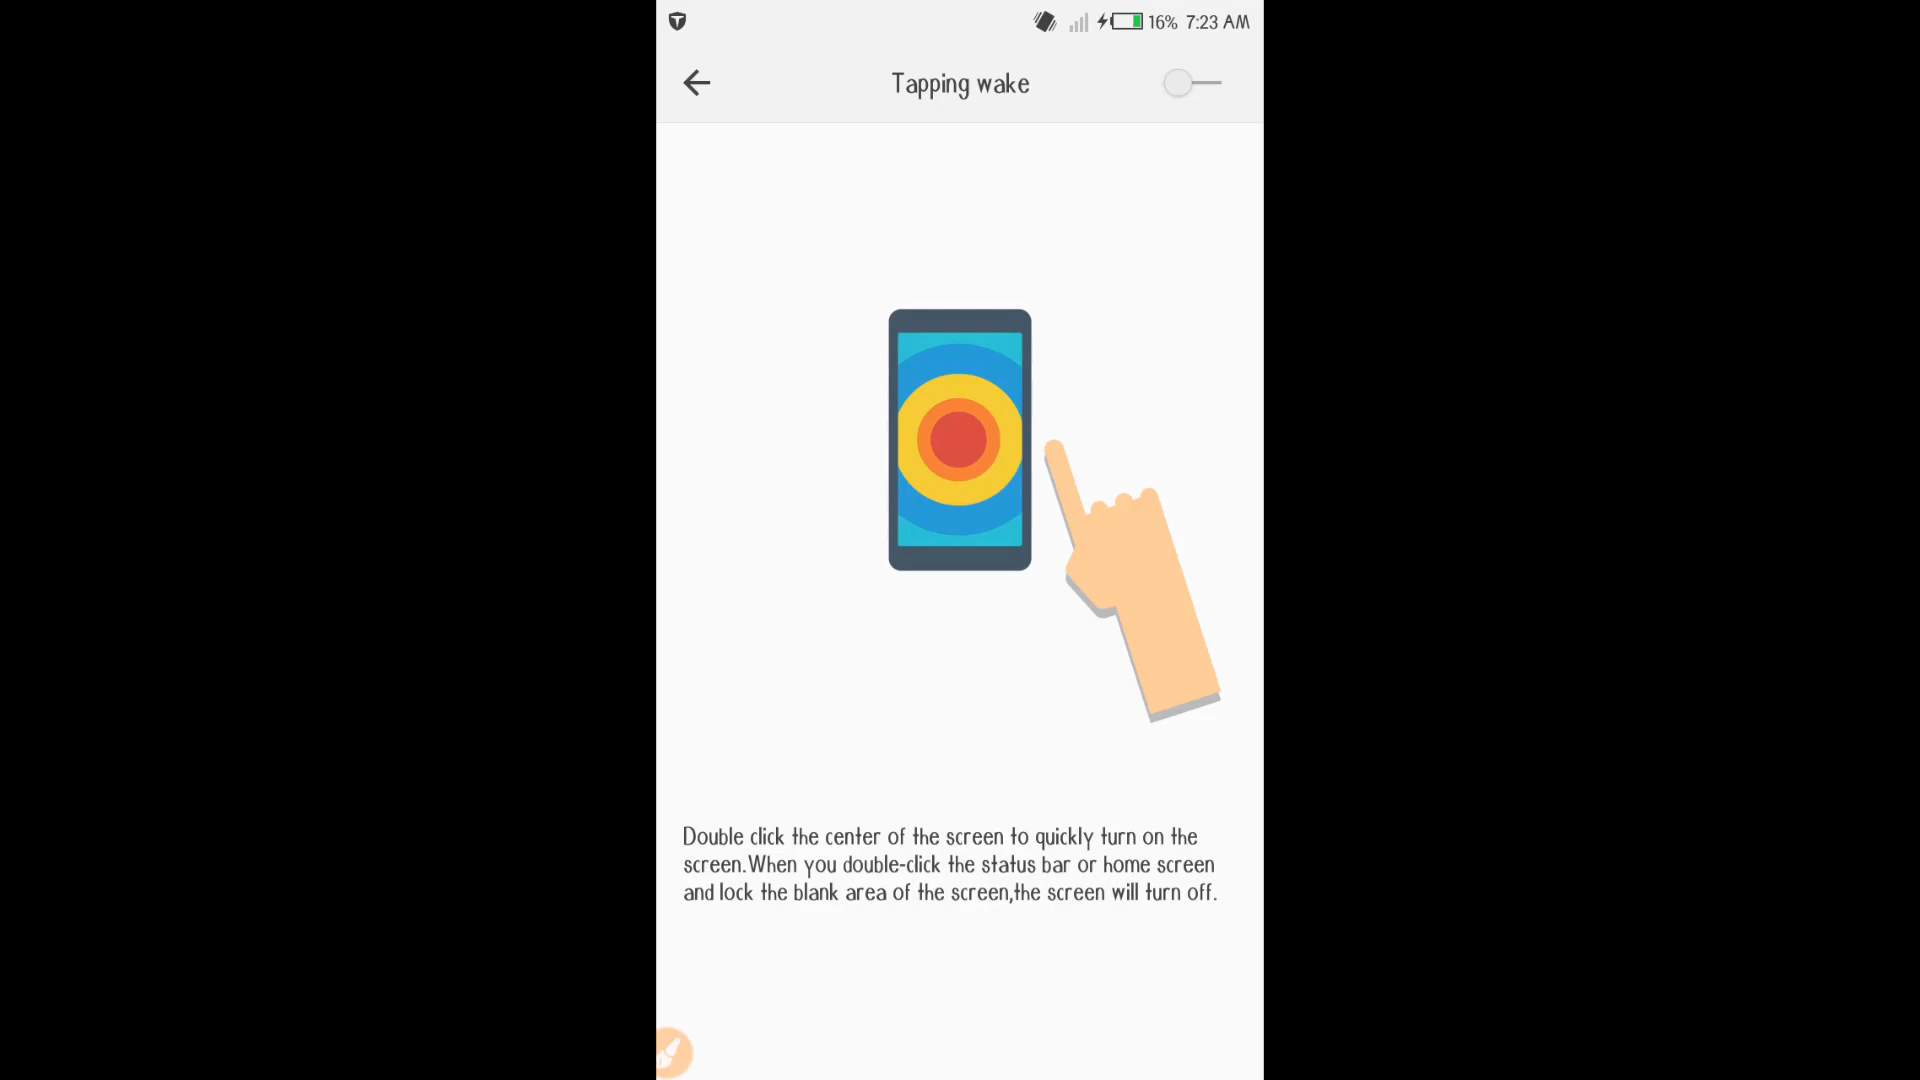 16% 7:23 AM
Tapping wake
Double click the center of the screen to quickly turn on the
screen.When you double-click the status bar or home screen
and lock the blank area of the screen,the screen will turn off.